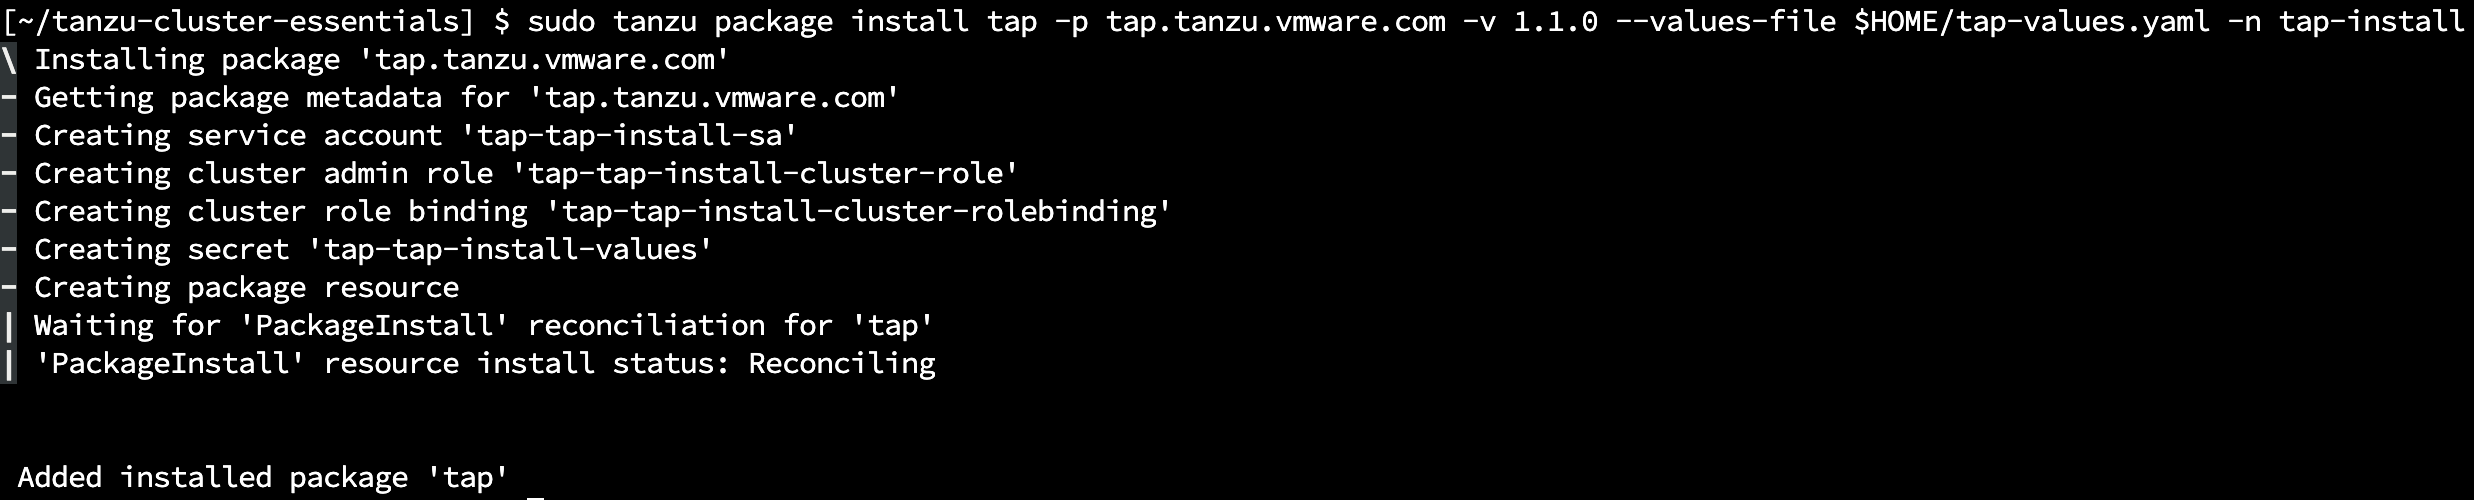 [~/tanzu-cluster-essentials] $ sudo tanzu package install tap -p tap.tanzu.vmware.com -v 1.1.0 --values-file $HOME/tap-values.yaml -n tap-install
\ Installing package 'tap.tanzu.vmware.com'
- Getting package metadata for 'tap.tanzu.vmware.com'
- Creating service account 'tap-tap-install-sa'
- Creating cluster admin role 'tap-tap-install-cluster-role'
- Creating cluster role binding 'tap-tap-install-cluster-rolebinding'
- Creating secret 'tap-tap-install-values'
- Creating package resource
| Waiting for 'PackageInstall' reconciliation for 'tap'
| 'PackageInstall' resource install status: Reconciling
Added installed package 'tap'